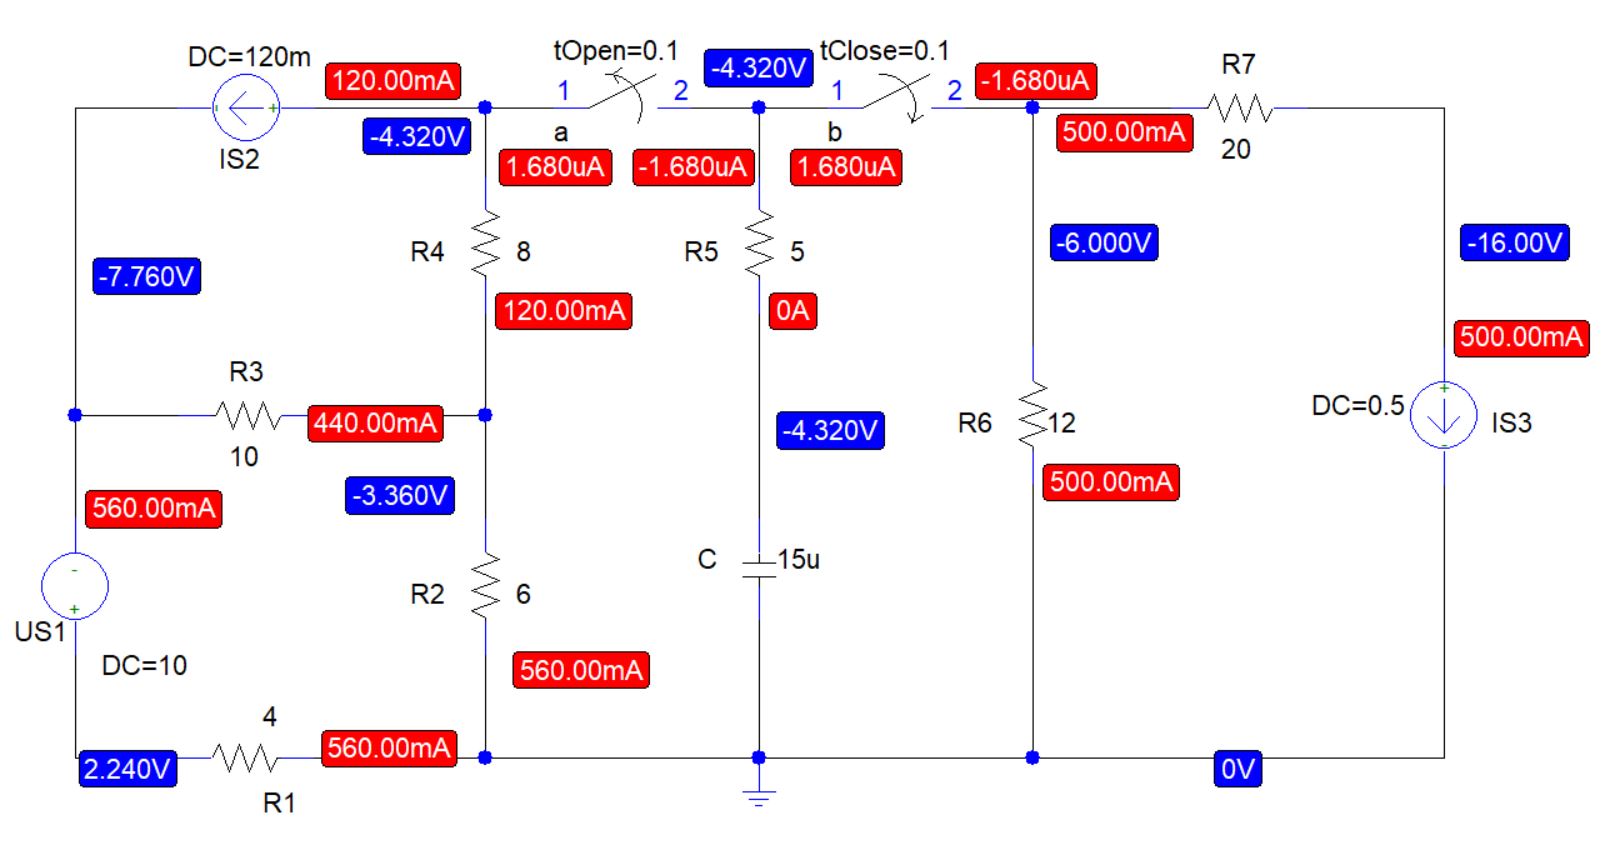 DC=120m
120.00mA
IS2
-4.320V
tOpen=0.1
1
2
a
1.680uA
-1.680uA
-4.320V
tClose=0.1
1
2
b
1.680uA
-1.680uA
500.00mA
R7
20
-7.760V
R4
8
120.00mA
R5
5
0A
-6.000V
-16.00V
500.00mA
R3
440.00mA
10
-4.320V
R6
12
500.00mA
DC=0.5
+
-
IS3
560.00mA
-3.360V
R2
6
560.00mA
C
15u
-
+
US1
DC=10
4
2.240V
560.00mA
R1
0V